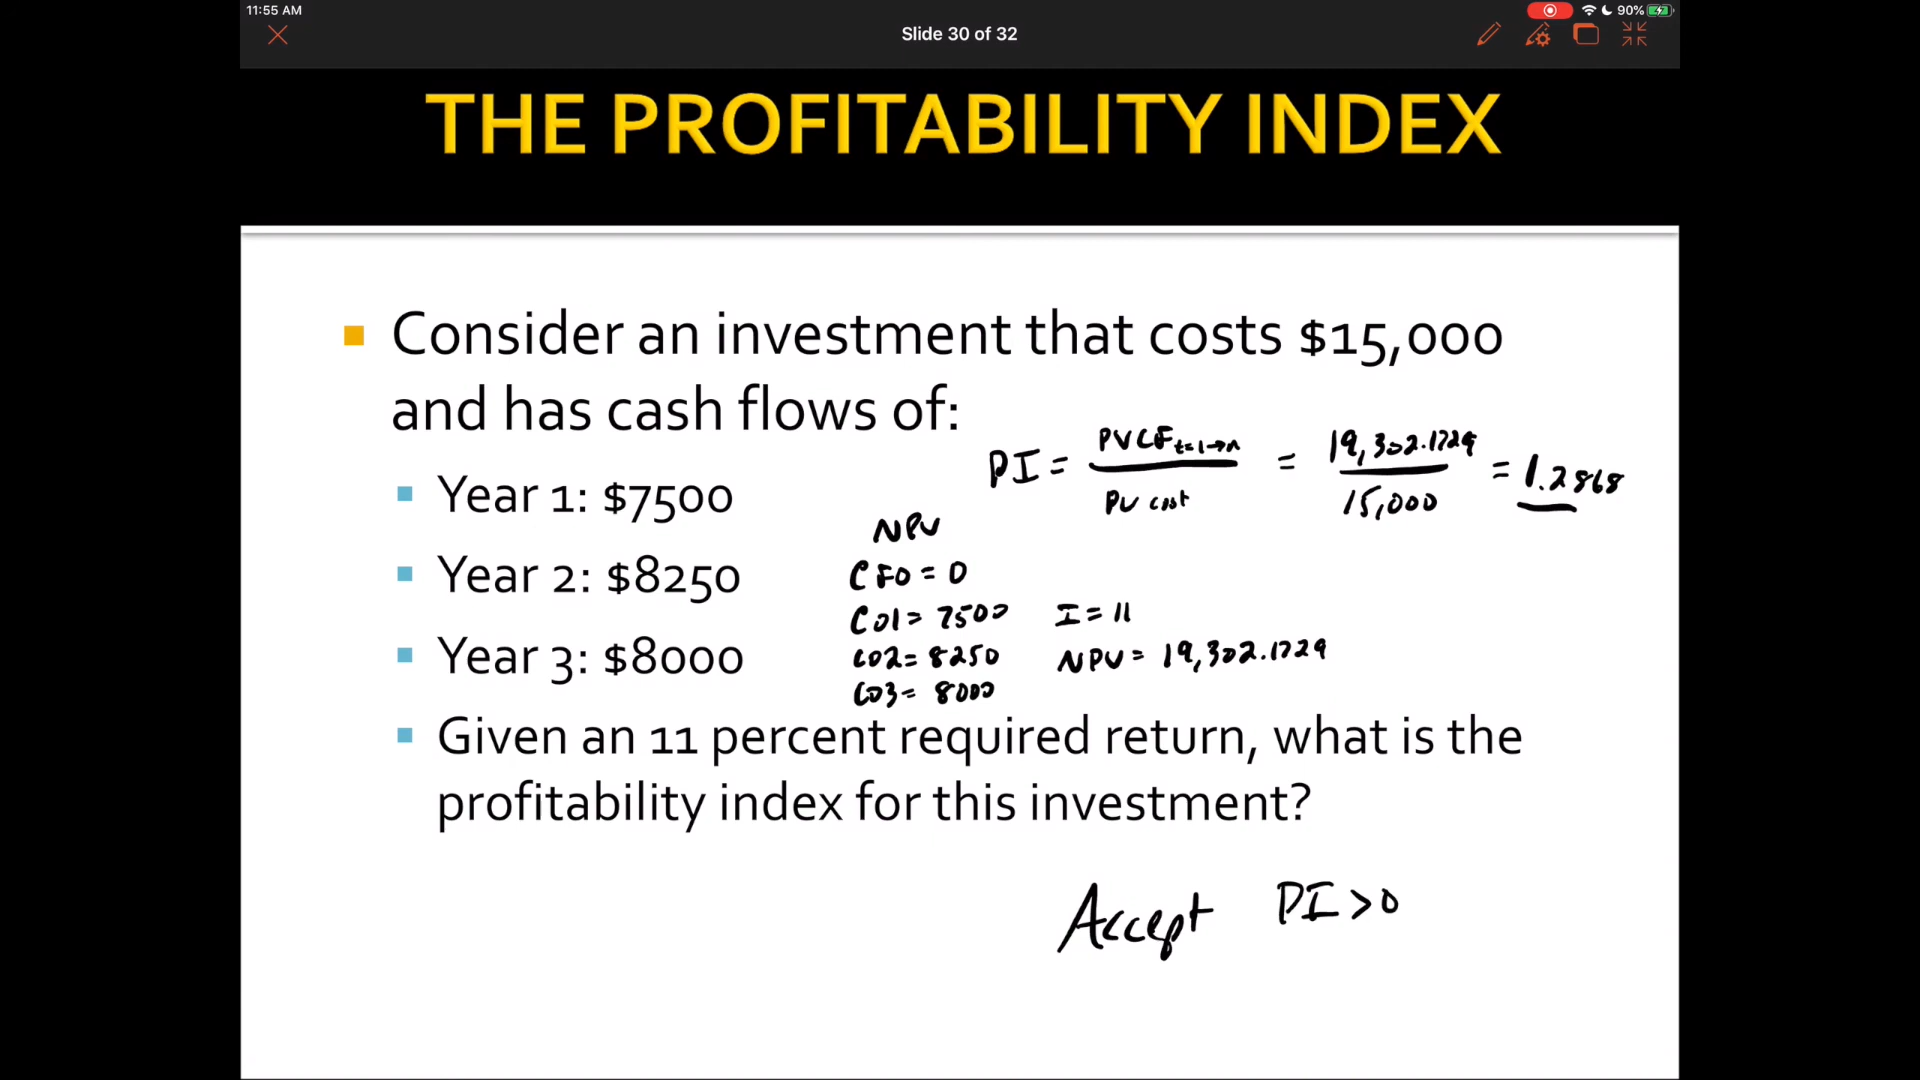 11:55 AM
90%
Slide 30 of 32
THE PROFITABILITY INDEX
Consider an investment that costs $15,000
and has cash flows of:
PI = PVCF t=1→n / PV cost = 19,302.1729 / 15,000 = 1.2868
Year 1: $7500
NPV
CF0 = 0
Year 2: $8250
C01 = 7500 I = 11
Year 3: $8000
C02 = 8250 NPV = 19,302.1729
C03 = 8000
Given an 11 percent required return, what is the
profitability index for this investment?
Accept PI > 0